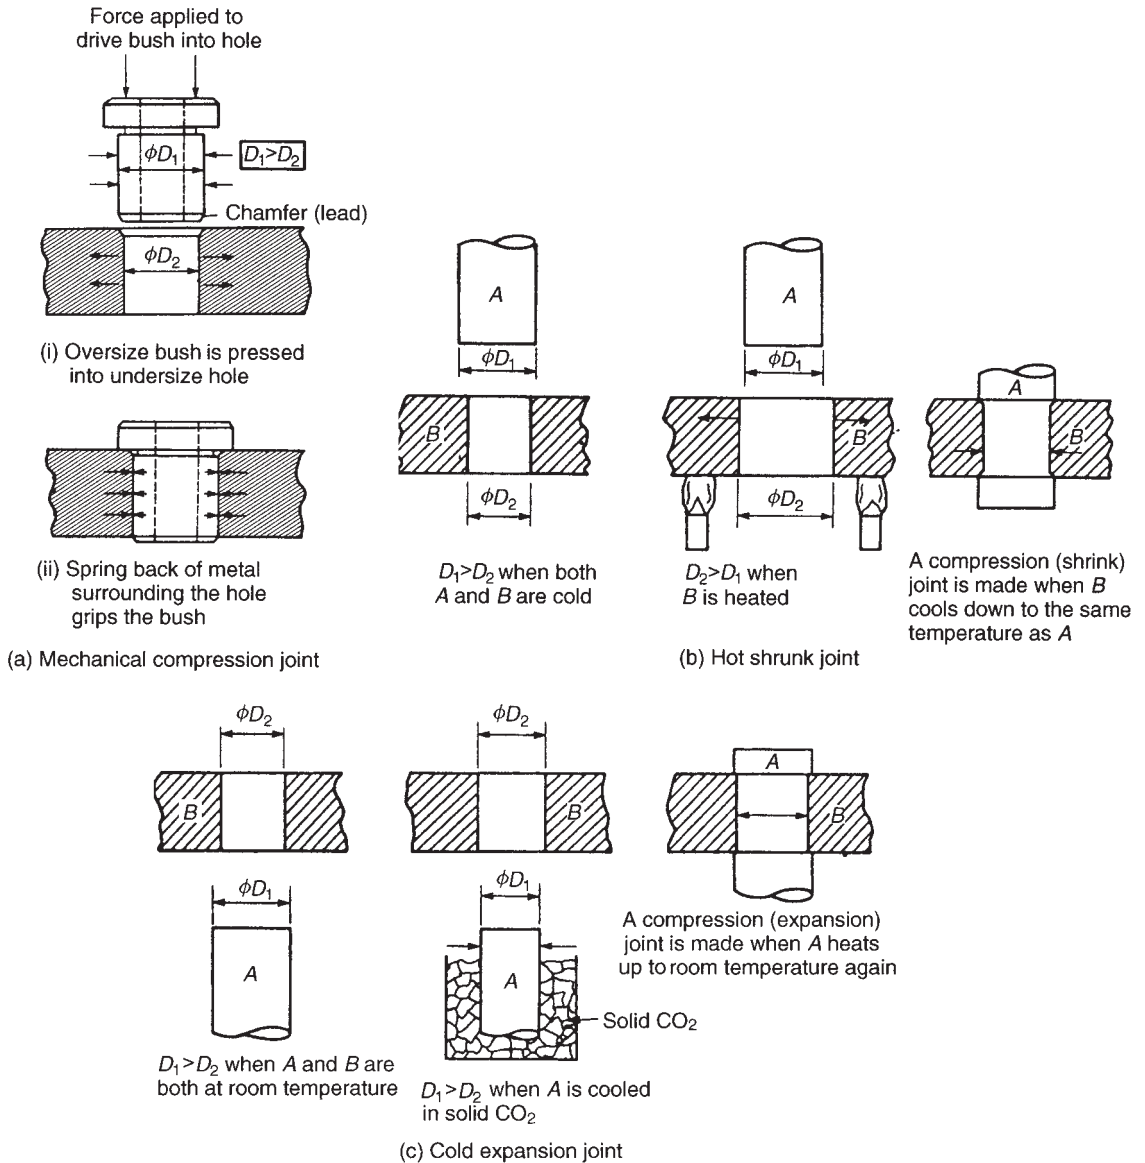 Force applied to
drive bush into hole
ϕD₁
D₁>D₂
Chamfer (lead)
ϕD₂
(i) Oversize bush is pressed
into undersize hole
(ii) Spring back of metal
surrounding the hole
grips the bush
(a) Mechanical compression joint
A
ϕD₁
B
ϕD₂
D₁>D₂ when both
A and B are cold
A
ϕD₁
B
ϕD₂
D₂>D₁ when
B is heated
A
B
A compression (shrink)
joint is made when B
cools down to the same
temperature as A
(b) Hot shrunk joint
ϕD₂
B
ϕD₁
A
D₁>D₂ when A and B are
both at room temperature
ϕD₂
B
ϕD₁
A
Solid CO₂
D₁>D₂ when A is cooled
in solid CO₂
A
B
A compression (expansion)
joint is made when A heats
up to room temperature again
(c) Cold expansion joint